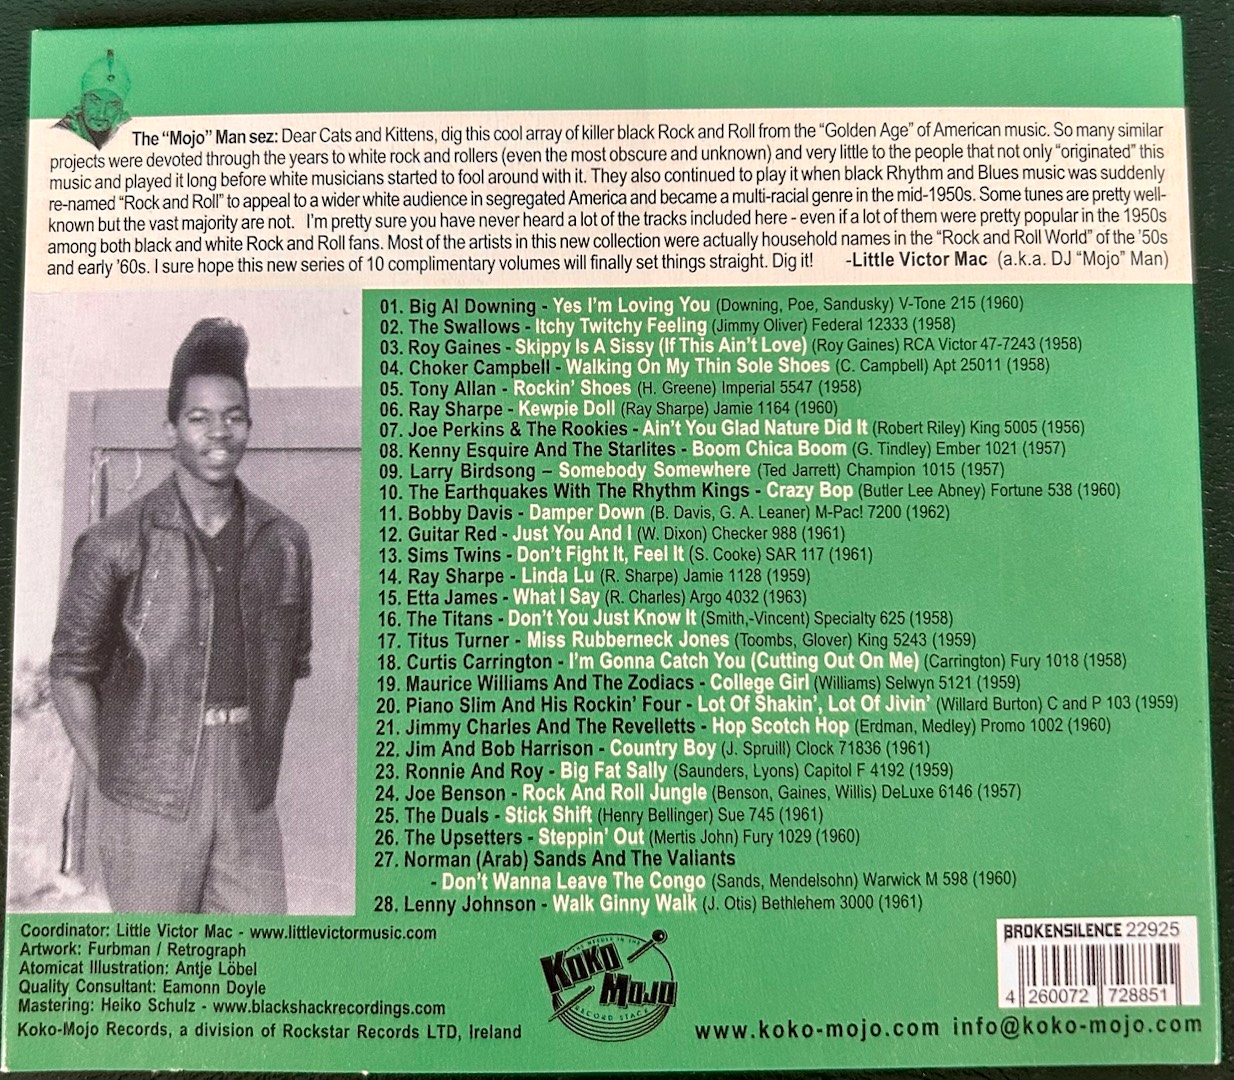 The “Mojo” Man sez: Dear Cats and Kittens, dig this cool array of killer black Rock and Roll from the “Golden Age” of American music. So many similar
projects were devoted through the years to white rock and rollers (even the most obscure and unknown) and very little to the people that not only “originated” this
music and played it long before white musicians started to fool around with it. They also continued to play it when black Rhythm and Blues music was suddenly
re-named “Rock and Roll” to appeal to a wider white audience in segregated America and became a multi-racial genre in the mid-1950s. Some tunes are pretty well-
known but the vast majority are not. I’m pretty sure you have never heard a lot of the tracks included here - even if a lot of them were pretty popular in the 1950s
among both black and white Rock and Roll fans. Most of the artists in this new collection were actually household names in the “Rock and Roll World” of the ’50s
and early ’60s. I sure hope this new series of 10 complimentary volumes will finally set things straight. Dig it! -Little Victor Mac (a.k.a. DJ “Mojo” Man)
01. Big Al Downing - Yes I’m Loving You (Downing, Poe, Sandusky) V-Tone 215 (1960)
02. The Swallows - Itchy Twitchy Feeling (Jimmy Oliver) Federal 12333 (1958)
03. Roy Gaines - Skippy Is A Sissy (If This Ain’t Love) (Roy Gaines) RCA Victor 47-7243 (1958)
04. Choker Campbell - Walking On My Thin Sole Shoes (C. Campbell) Apt 25011 (1958)
05. Tony Allan - Rockin’ Shoes (H. Greene) Imperial 5547 (1958)
06. Ray Sharpe - Kewpie Doll (Ray Sharpe) Jamie 1164 (1960)
07. Joe Perkins & The Rookies - Ain’t You Glad Nature Did It (Robert Riley) King 5005 (1956)
08. Kenny Esquire And The Starlites - Boom Chica Boom (G. Tindley) Ember 1021 (1957)
09. Larry Birdsong – Somebody Somewhere (Ted Jarrett) Champion 1015 (1957)
10. The Earthquakes With The Rhythm Kings - Crazy Bop (Butler Lee Abney) Fortune 538 (1960)
11. Bobby Davis - Damper Down (B. Davis, G. A. Leaner) M-Pac! 7200 (1962)
12. Guitar Red - Just You And I (W. Dixon) Checker 988 (1961)
13. Sims Twins - Don’t Fight It, Feel It (S. Cooke) SAR 117 (1961)
14. Ray Sharpe - Linda Lu (R. Sharpe) Jamie 1128 (1959)
15. Etta James - What I Say (R. Charles) Argo 4032 (1963)
16. The Titans - Don’t You Just Know It (Smith,-Vincent) Specialty 625 (1958)
17. Titus Turner - Miss Rubberneck Jones (Toombs, Glover) King 5243 (1959)
18. Curtis Carrington - I’m Gonna Catch You (Cutting Out On Me) (Carrington) Fury 1018 (1958)
19. Maurice Williams And The Zodiacs - College Girl (Williams) Selwyn 5121 (1959)
20. Piano Slim And His Rockin’ Four - Lot Of Shakin’, Lot Of Jivin’ (Willard Burton) C and P 103 (1959)
21. Jimmy Charles And The Revelletts - Hop Scotch Hop (Erdman, Medley) Promo 1002 (1960)
22. Jim And Bob Harrison - Country Boy (J. Spruill) Clock 71836 (1961)
23. Ronnie And Roy - Big Fat Sally (Saunders, Lyons) Capitol F 4192 (1959)
24. Joe Benson - Rock And Roll Jungle (Benson, Gaines, Willis) DeLuxe 6146 (1957)
25. The Duals - Stick Shift (Henry Bellinger) Sue 745 (1961)
26. The Upsetters - Steppin’ Out (Mertis John) Fury 1029 (1960)
27. Norman (Arab) Sands And The Valiants
- Don’t Wanna Leave The Congo (Sands, Mendelsohn) Warwick M 598 (1960)
28. Lenny Johnson - Walk Ginny Walk (J. Otis) Bethlehem 3000 (1961)
Coordinator: Little Victor Mac - www.littlevictormusic.com
Artwork: Furbman / Retrograph
Atomicat Illustration: Antje Löbel
Quality Consultant: Eamonn Doyle
Mastering: Heiko Schulz - www.blackshackrecordings.com
Koko-Mojo Records, a division of Rockstar Records LTD, Ireland
THE NEEDLE IN THE
KOKO
MOJO
RECORD STACK
BROKENSILENCE 22925
4 260072 728851
www.koko-mojo.com info@koko-mojo.com